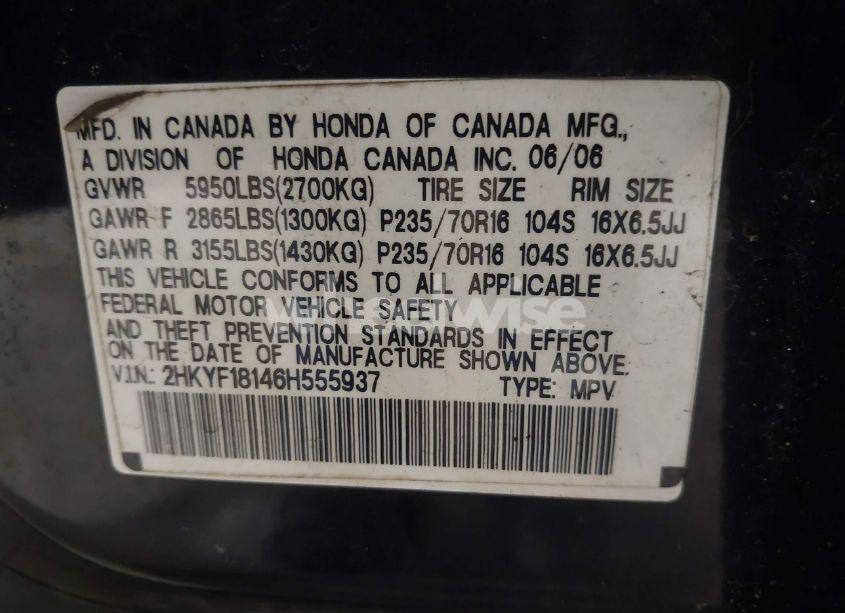 MFD. IN CANADA BY HONDA OF CANADA MFG.,
A DIVISION OF HONDA CANADA INC. 06/06
GVWR 5950LBS(2700KG) TIRE SIZE RIM SIZE
GAWR F 2865LBS(1300KG) P235/70R16 104S 16X6.5JJ
GAWR R 3155LBS(1430KG) P235/70R16 104S 16X6.5JJ
THIS VEHICLE CONFORMS TO ALL APPLICABLE
FEDERAL MOTOR VEHICLE SAFETY
AND THEFT PREVENTION STANDARDS IN EFFECT
ON THE DATE OF MANUFACTURE SHOWN ABOVE.
V.I.N.: 2HKYF18146H555937 TYPE: MPV